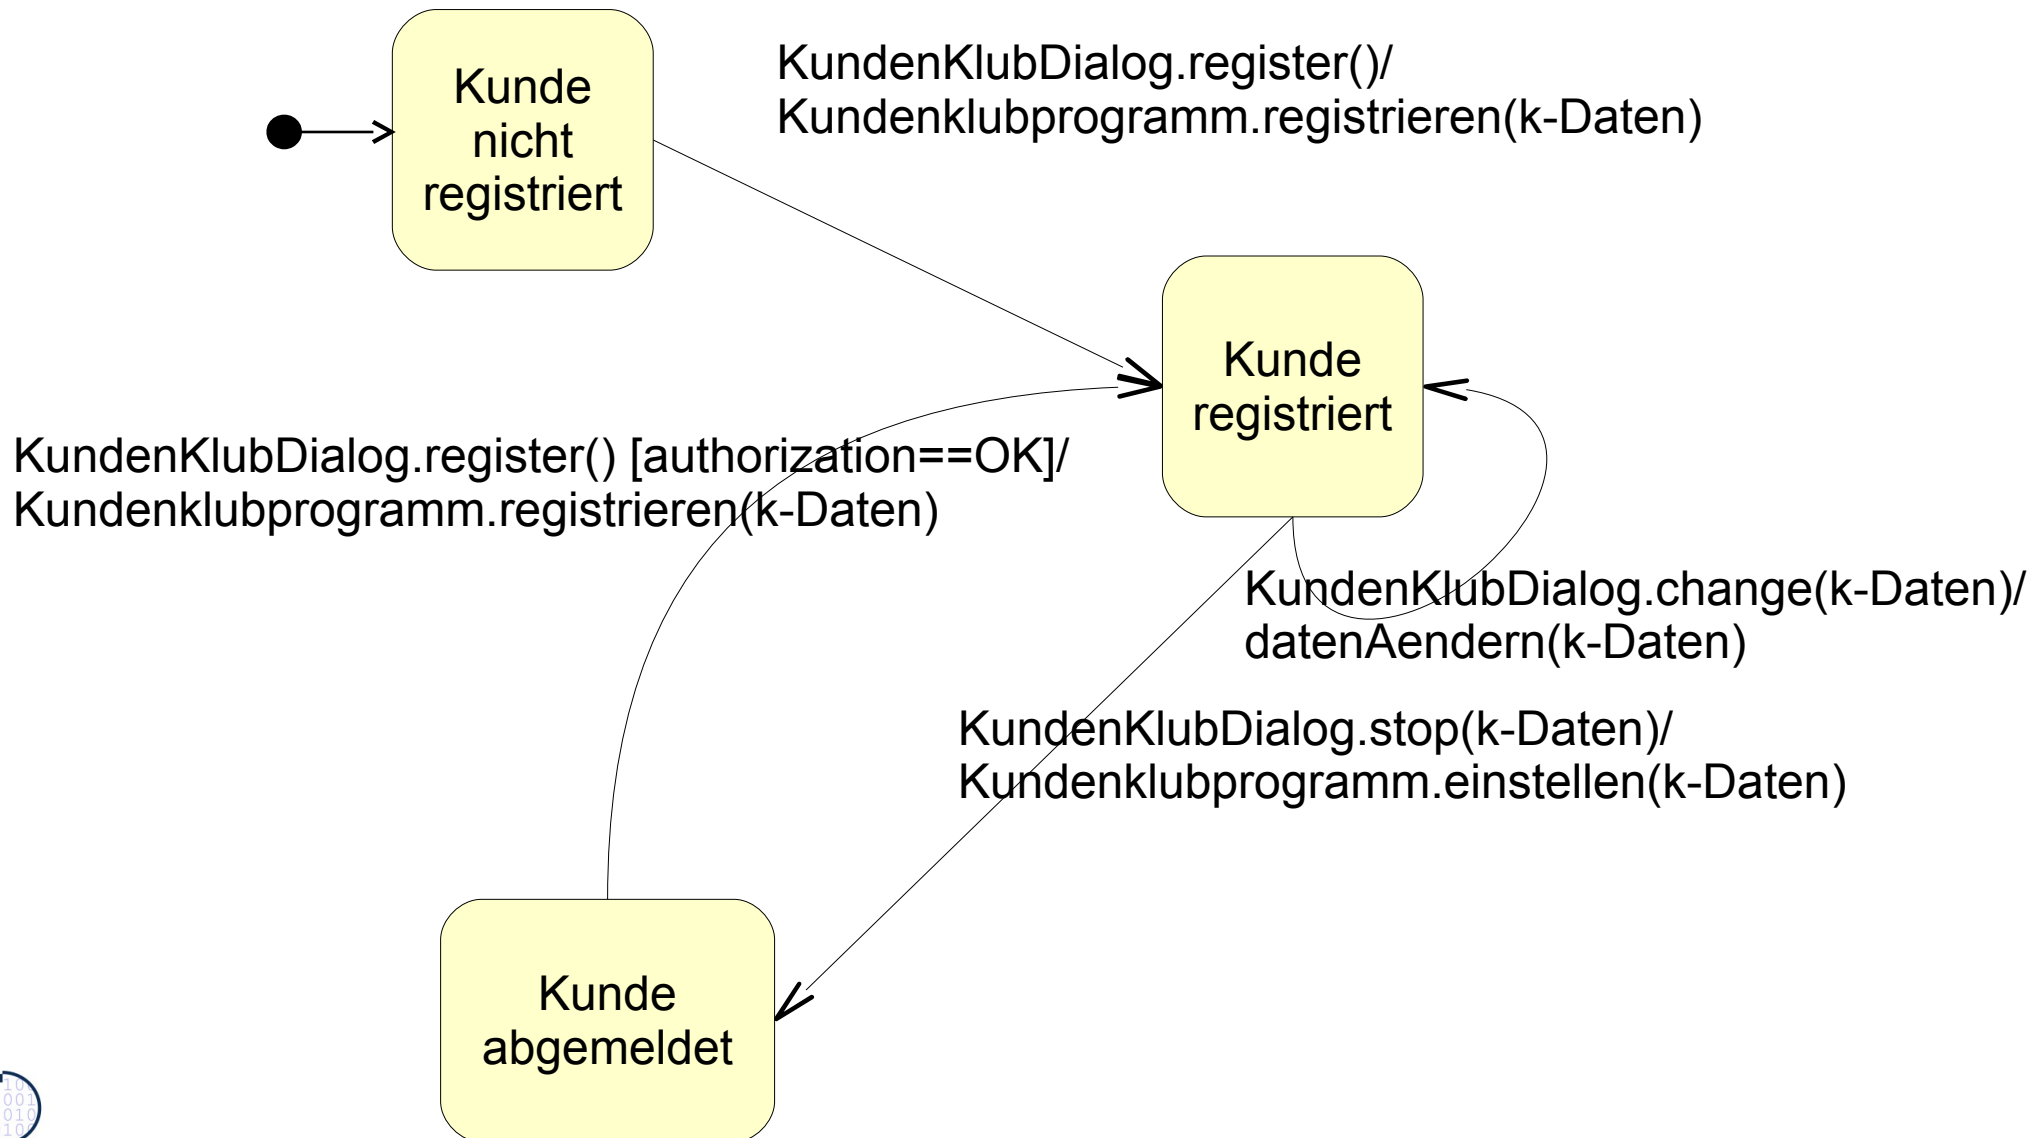 Kunde
nicht
registriert
KundenKlubDialog.register()/
Kundenklubprogramm.registrieren(k-Daten)
Kunde
registriert
KundenKlubDialog.register() [authorization==OK]/
Kundenklubprogramm.registrieren(k-Daten)
KundenKlubDialog.change(k-Daten)/
datenAendern(k-Daten)
KundenKlubDialog.stop(k-Daten)/
Kundenklubprogramm.einstellen(k-Daten)
Kunde
abgemeldet